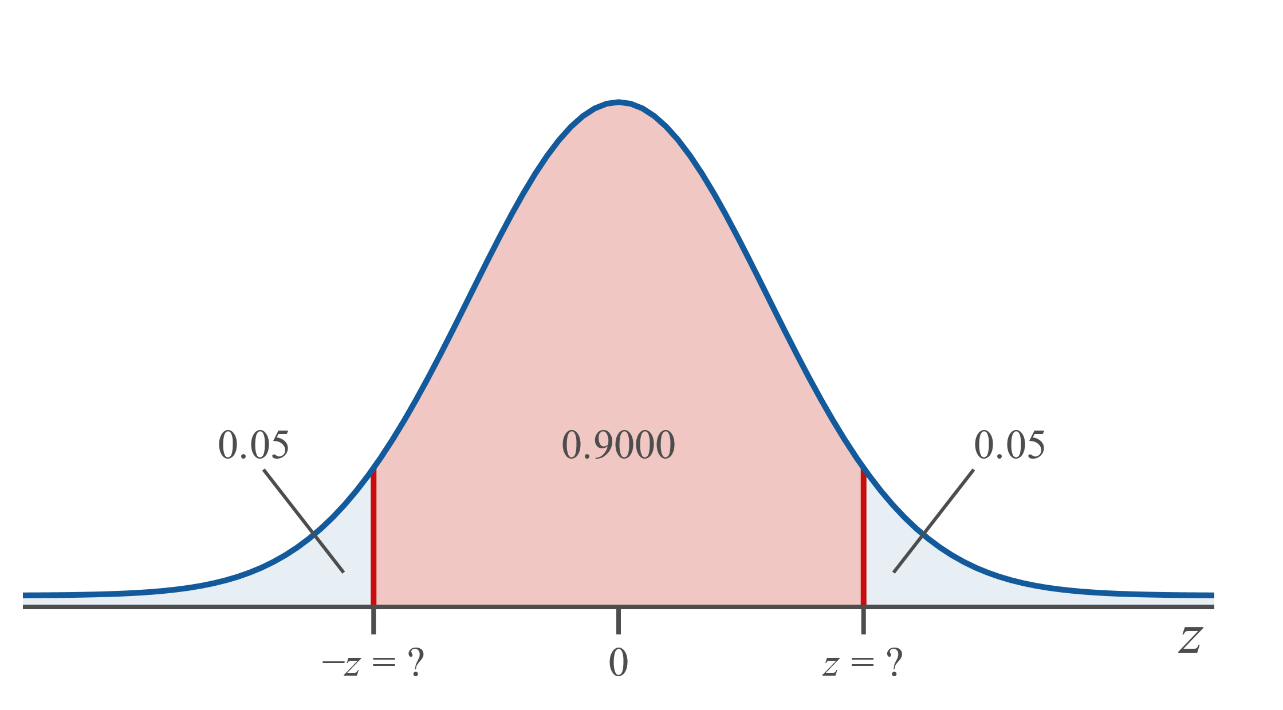 0.05
0.9000
0.05
−z = ?
0
z = ?
z